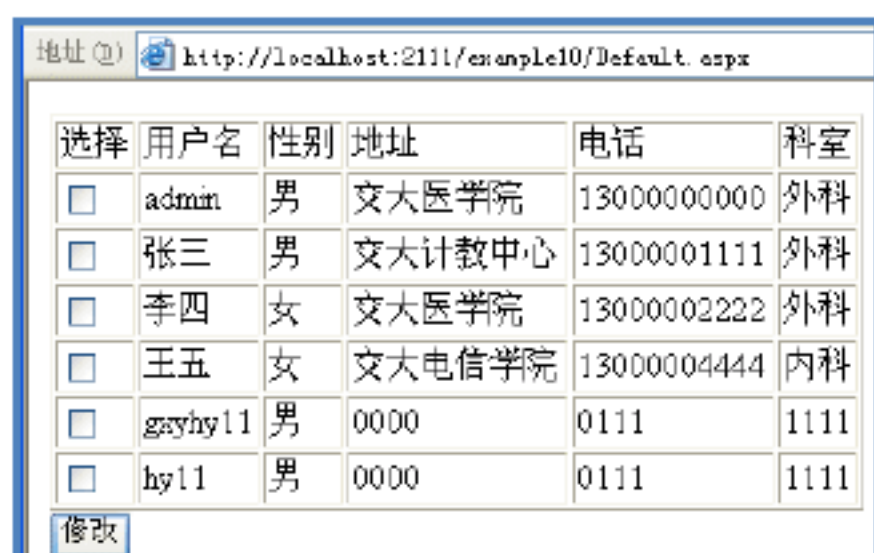 地址(D) http://localhost:2111/example10/Default.aspx
选择 用户名 性别 地址 电话 科室
admin 男 交大医学院 13000000000 外科
张三 男 交大计教中心 13000001111 外科
李四 女 交大医学院 13000002222 外科
王五 女 交大电信学院 13000004444 内科
gxyhy11 男 0000 0111 1111
hy11 男 0000 0111 1111
修改